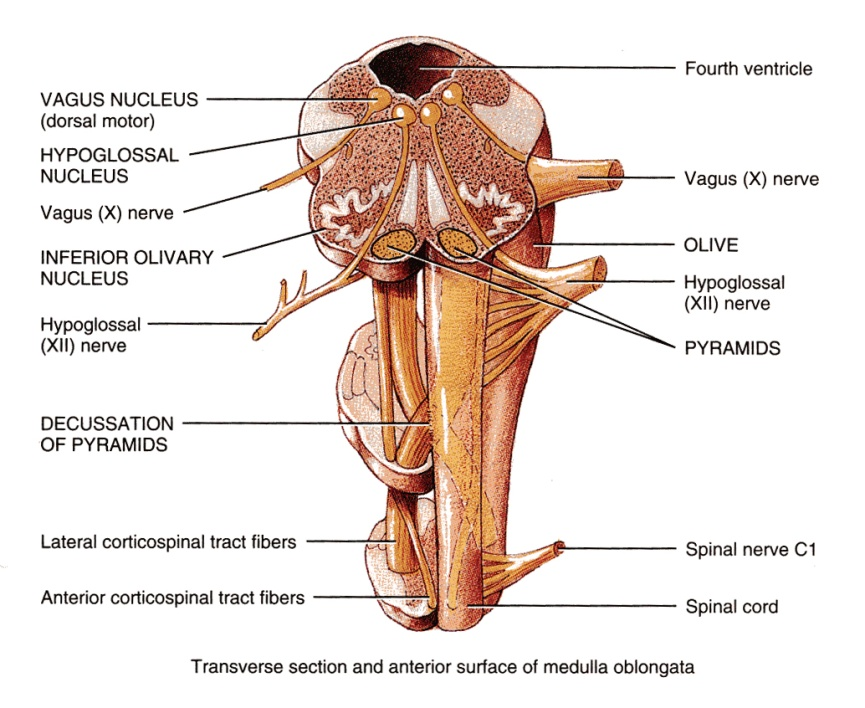 VAGUS NUCLEUS
(dorsal motor)
HYPOGLOSSAL
NUCLEUS
Vagus (X) nerve
INFERIOR OLIVARY
NUCLEUS
Hypoglossal
(XII) nerve
DECUSSATION
OF PYRAMIDS
Lateral corticospinal tract fibers
Anterior corticospinal tract fibers
Fourth ventricle
Vagus (X) nerve
OLIVE
Hypoglossal
(XII) nerve
PYRAMIDS
Spinal nerve C1
Spinal cord
Transverse section and anterior surface of medulla oblongata